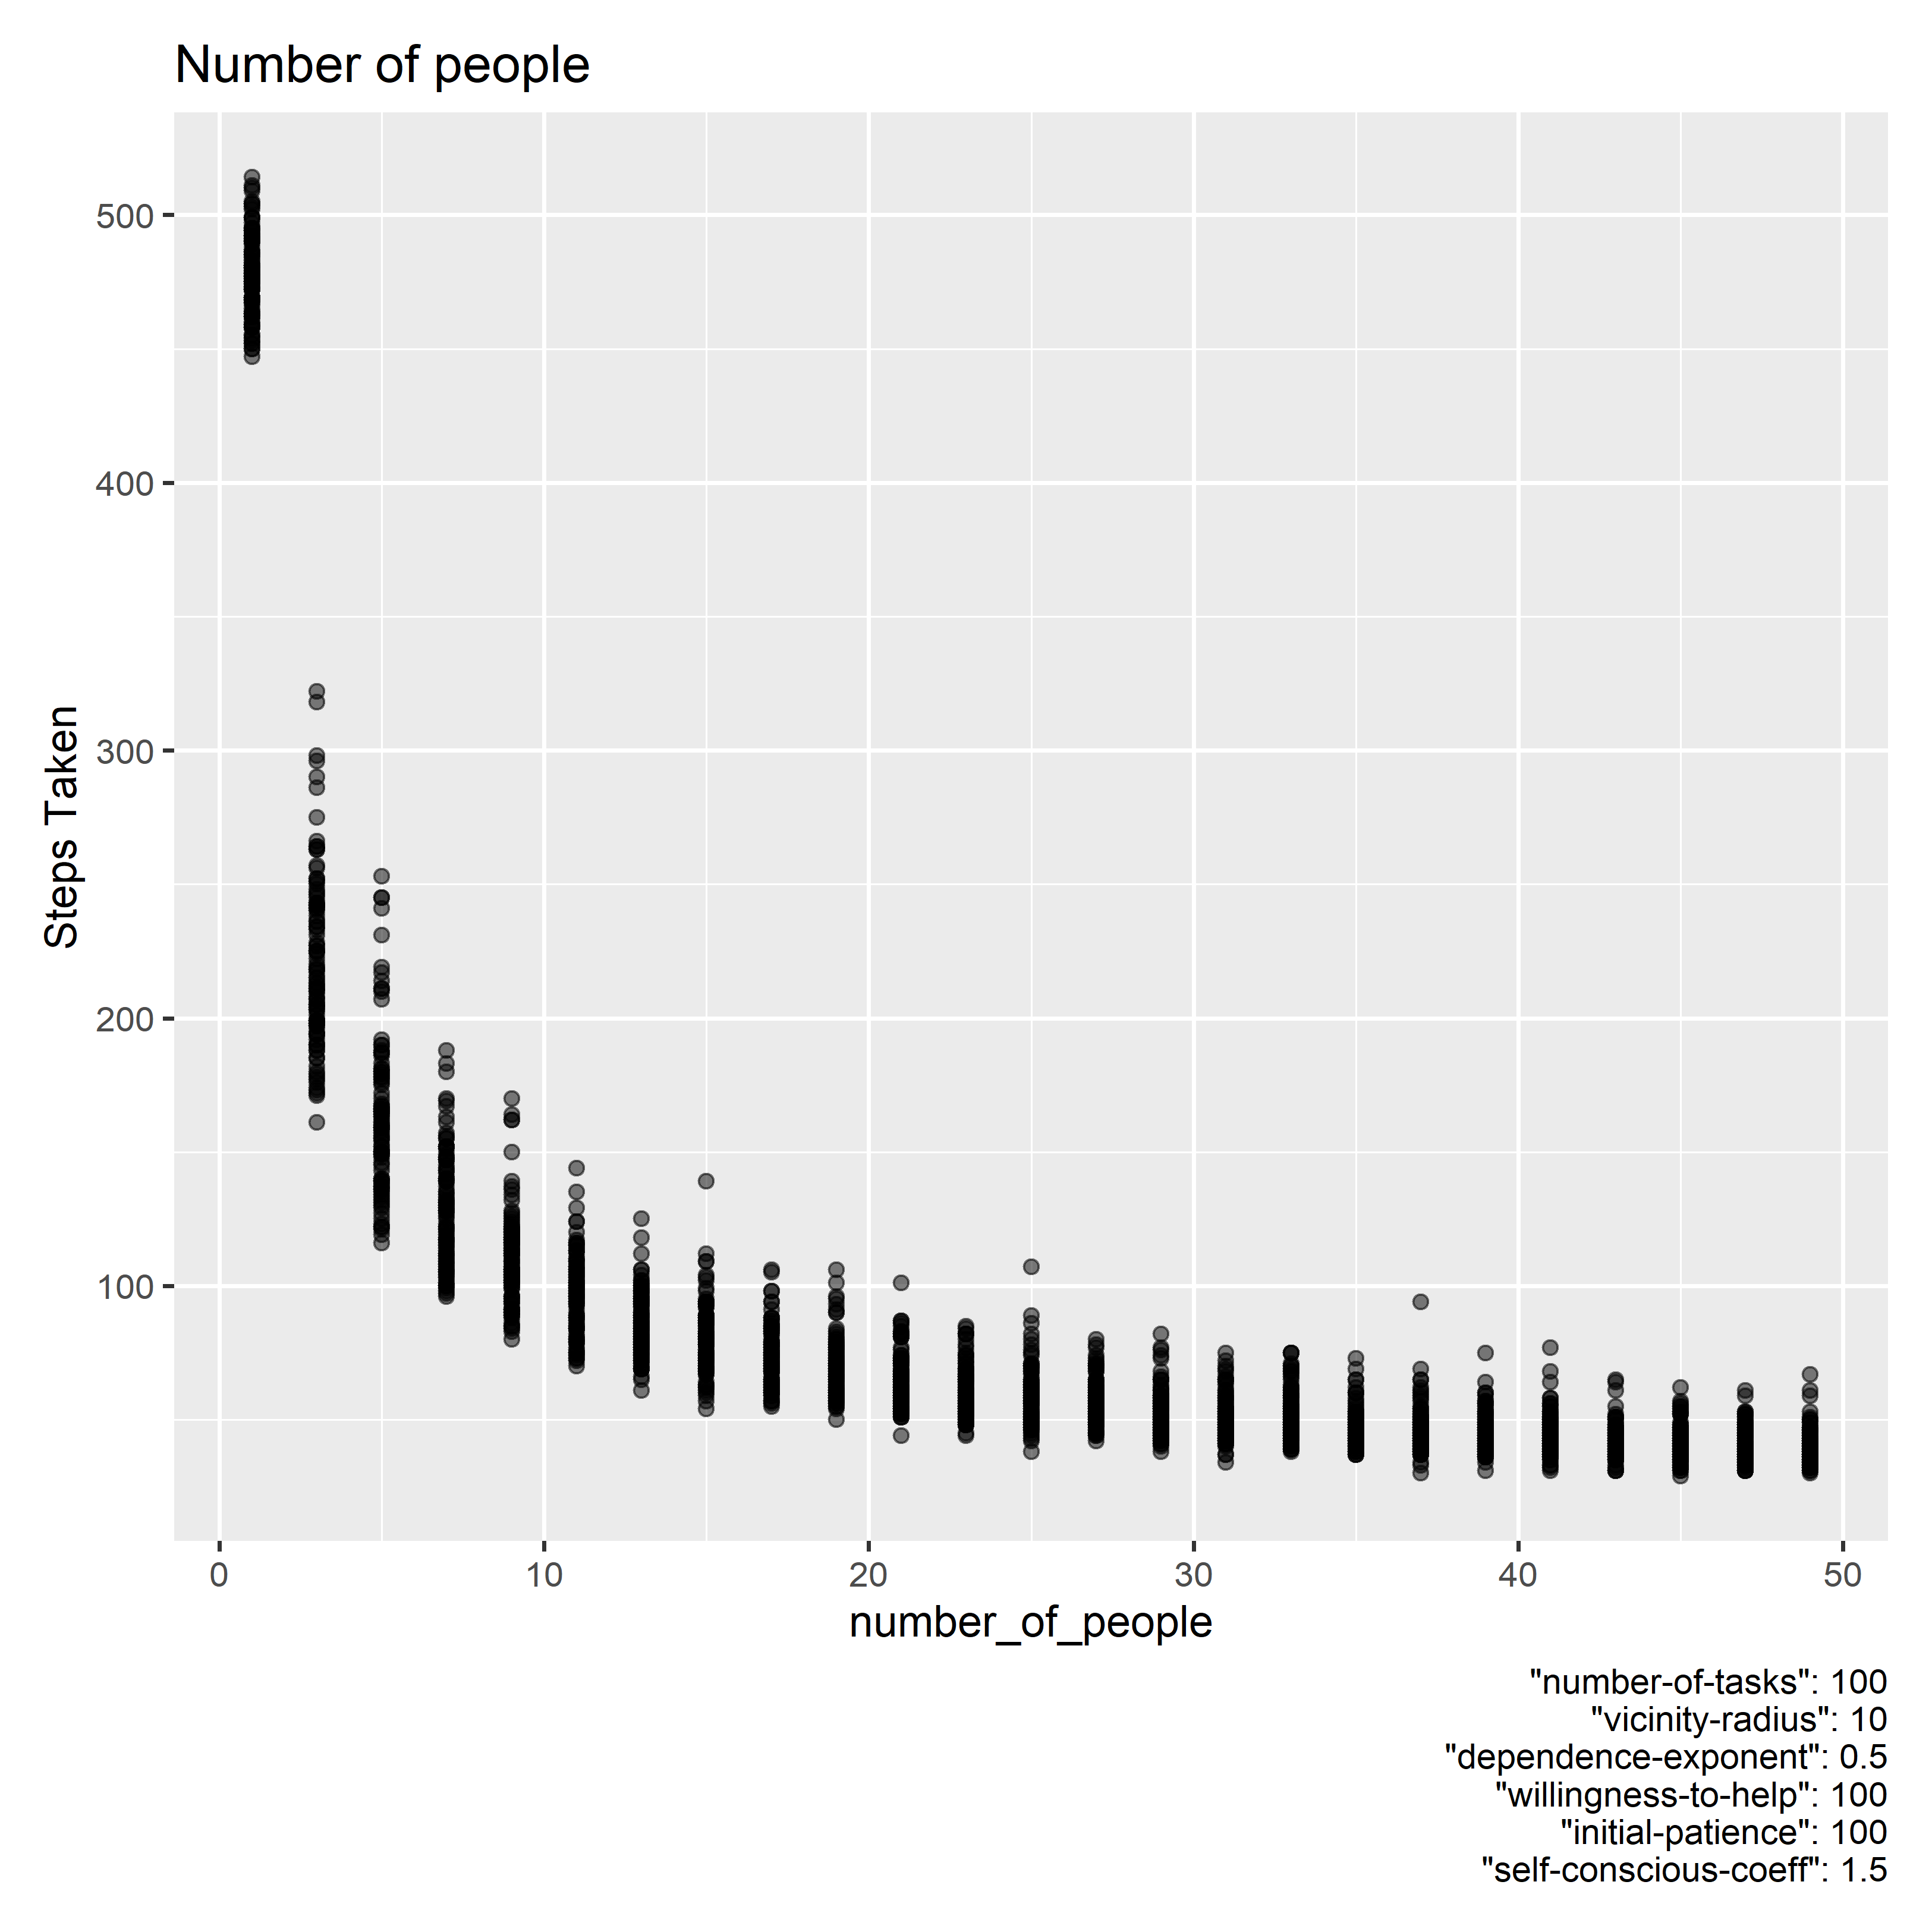 Number of people
500
400
300
200
100
Steps Taken
0 10 20 30 40 50
number_of_people
"number-of-tasks": 100
"vicinity-radius": 10
"dependence-exponent": 0.5
"willingness-to-help": 100
"initial-patience": 100
"self-conscious-coeff": 1.5